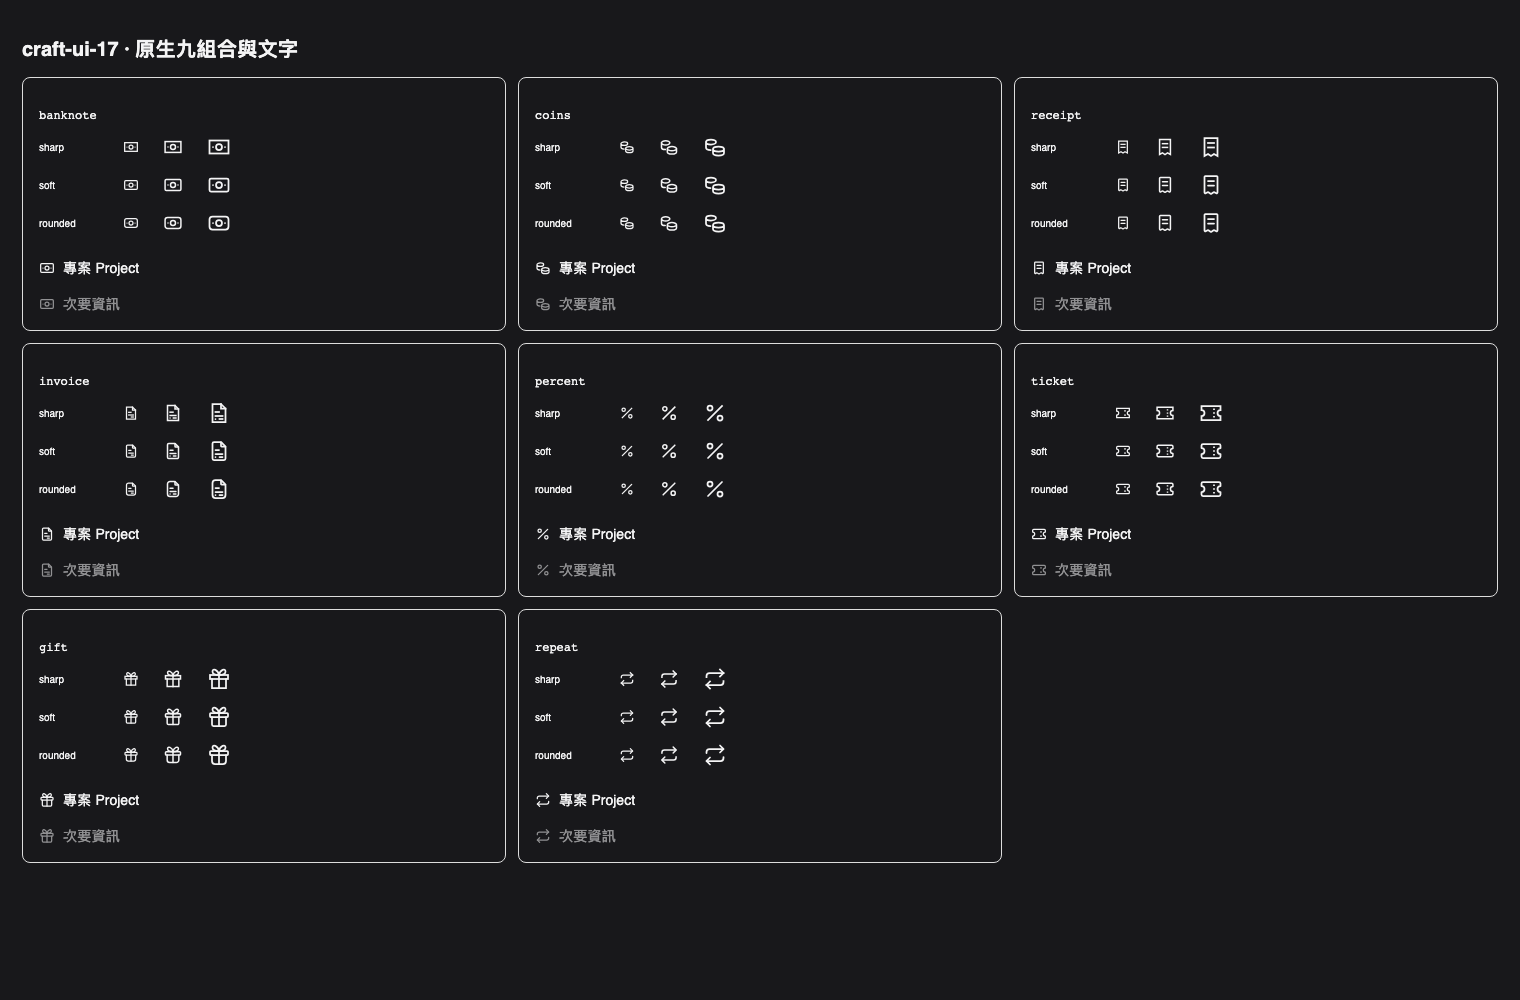 craft-ui-17 · 原生九組合與文字
banknote
sharp
soft
rounded
專案 Project
次要資訊
coins
sharp
soft
rounded
專案 Project
次要資訊
receipt
sharp
soft
rounded
專案 Project
次要資訊
invoice
sharp
soft
rounded
專案 Project
次要資訊
percent
sharp
soft
rounded
專案 Project
次要資訊
ticket
sharp
soft
rounded
專案 Project
次要資訊
gift
sharp
soft
rounded
專案 Project
次要資訊
repeat
sharp
soft
rounded
專案 Project
次要資訊